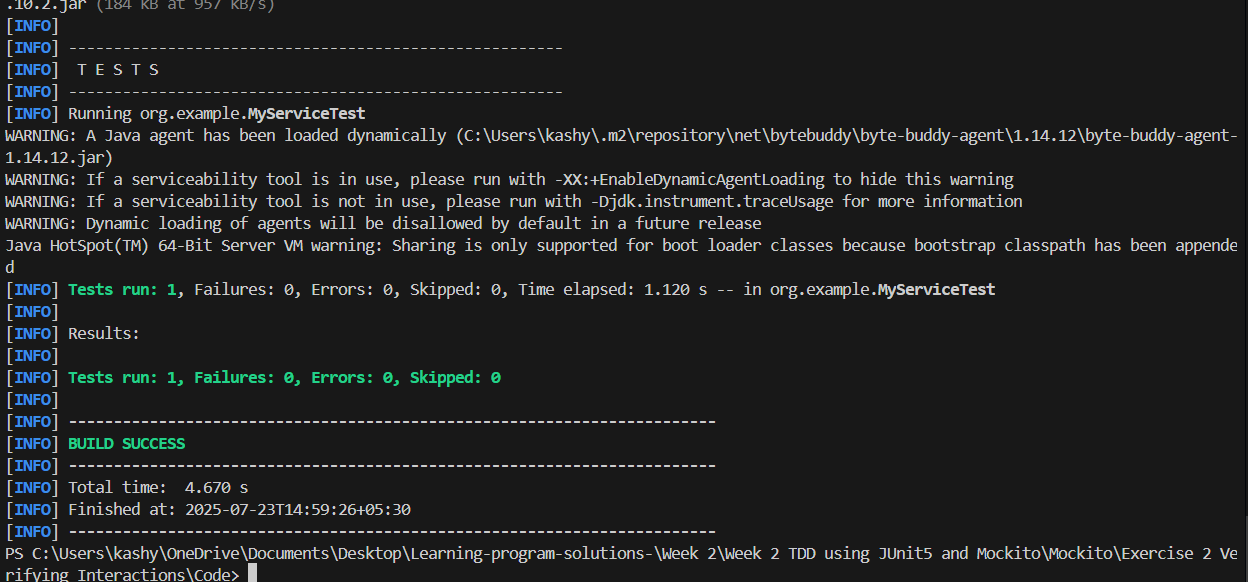 .10.2.jar (184 kB at 957 kB/s)
[INFO]
[INFO] -------------------------------------------------------
[INFO]  T E S T S
[INFO] -------------------------------------------------------
[INFO] Running org.example.MyServiceTest
WARNING: A Java agent has been loaded dynamically (C:\Users\kashy\.m2\repository\net\bytebuddy\byte-buddy-agent\1.14.12\byte-buddy-agent-
1.14.12.jar)
WARNING: If a serviceability tool is in use, please run with -XX:+EnableDynamicAgentLoading to hide this warning
WARNING: If a serviceability tool is not in use, please run with -Djdk.instrument.traceUsage for more information
WARNING: Dynamic loading of agents will be disallowed by default in a future release
Java HotSpot(TM) 64-Bit Server VM warning: Sharing is only supported for boot loader classes because bootstrap classpath has been appende
d
[INFO] Tests run: 1, Failures: 0, Errors: 0, Skipped: 0, Time elapsed: 1.120 s -- in org.example.MyServiceTest
[INFO]
[INFO] Results:
[INFO]
[INFO] Tests run: 1, Failures: 0, Errors: 0, Skipped: 0
[INFO]
[INFO] ------------------------------------------------------------------------
[INFO] BUILD SUCCESS
[INFO] ------------------------------------------------------------------------
[INFO] Total time:  4.670 s
[INFO] Finished at: 2025-07-23T14:59:26+05:30
[INFO] ------------------------------------------------------------------------
PS C:\Users\kashy\OneDrive\Documents\Desktop\Learning-program-solutions-\Week 2\Week 2 TDD using JUnit5 and Mockito\Mockito\Exercise 2 Ve
rifying Interactions\Code>